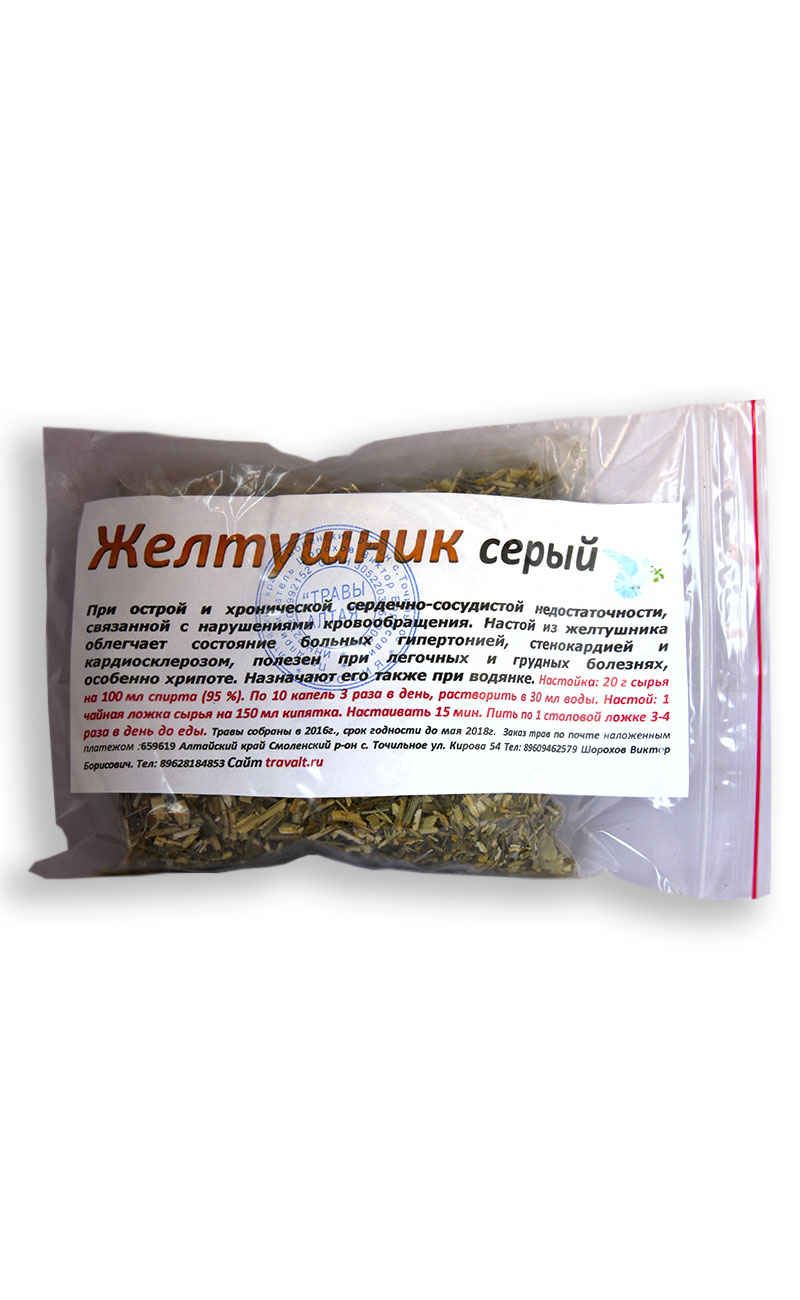 Желтушник серый
"ТРАВЫ
АЛТАЯ"
При острой и хронической сердечно-сосудистой недостаточности,
связанной с нарушениями кровообращения. Настой из желтушника
облегчает состояние больных гипертонией, стенокардией и
кардиосклерозом, полезен при легочных и грудных болезнях,
особенно хрипоте. Назначают его также при водянке. Настойка: 20 г сырья
на 100 мл спирта (95 %). По 10 капель 3 раза в день, растворить в 30 мл воды. Настой: 1
чайная ложка сырья на 150 мл кипятка. Настаивать 15 мин. Пить по 1 столовой ложке 3-4
раза в день до еды. Травы собраны в 2016г., срок годности до мая 2018г. Заказ трав по почте наложенным
платежом :659619 Алтайский край Смоленский р-он с. Точильное ул. Кирова 54 Тел: 89609462579 Шорохов Виктор
Борисович. Тел: 89628184853 Сайт travalt.ru